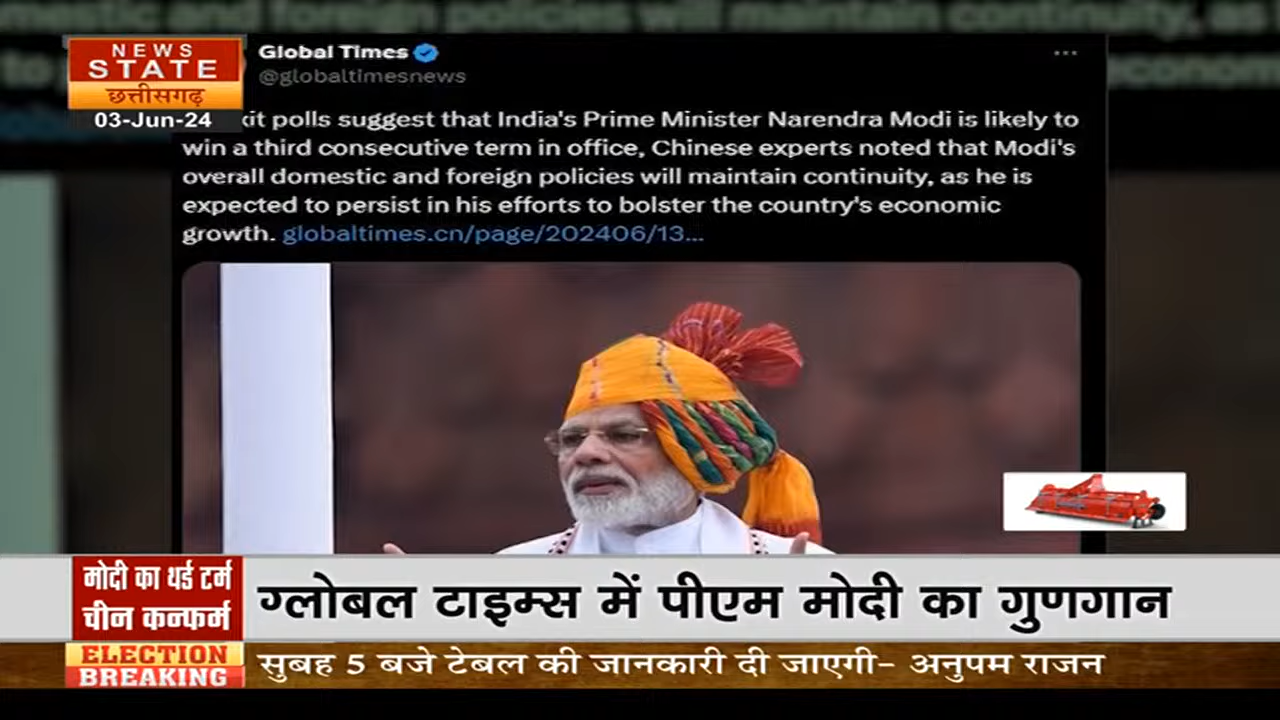 NEWS
STATE
छत्तीसगढ़
03-Jun-24
Global Times
@globaltimesnews
polls suggest that India's Prime Minister Narendra Modi is likely to
win a third consecutive term in office, Chinese experts noted that Modi's
overall domestic and foreign policies will maintain continuity, as he is
expected to persist in his efforts to bolster the country's economic
growth. globaltimes.cn/page/202406/13...
मोदी का थर्ड टर्म
चीन कन्फर्म
ग्लोबल टाइम्स में पीएम मोदी का गुणगान
ELECTION
BREAKING
सुबह 5 बजे टेबल की जानकारी दी जाएगी- अनुपम राजन